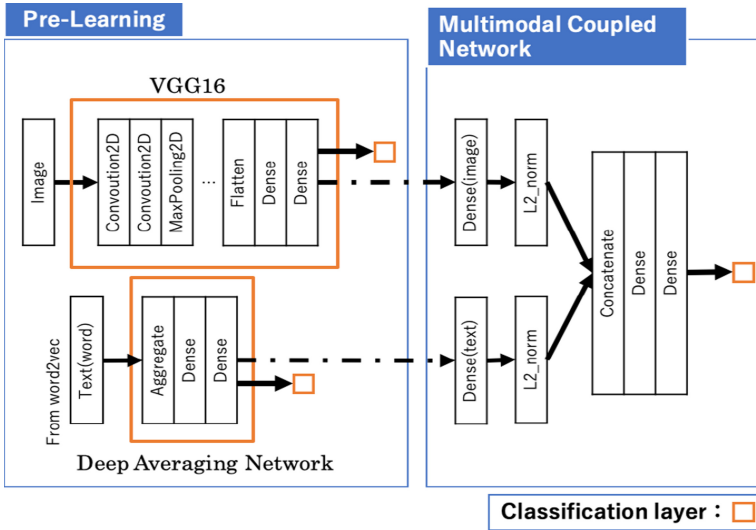 Pre-Learning
VGG16
Image
Convoution2D
Convoution2D
MaxPooling2D
...
Flatten
Dense
Dense
From word2vec
Text(word)
Aggregate
Dense
Dense
Deep Averaging Network
Multimodal Coupled
Network
Dense(image)
L2_norm
Dense(text)
L2_norm
Concatenate
Dense
Dense
Classification layer :